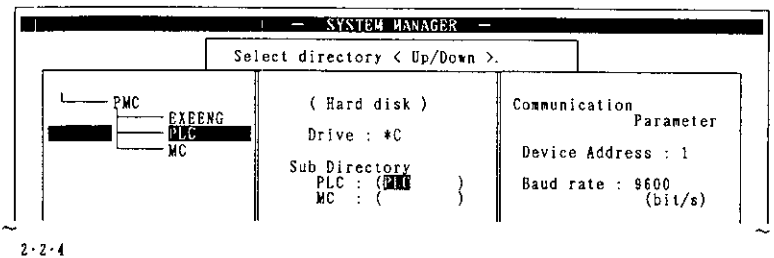 — SYSTEM MANAGER —
Select directory < Up/Down >.
PMC
EXEENG
PLC
MC
( Hard disk )
Drive : *C
Sub Directory
PLC : (PLC )
MC : ( )
Communication
Parameter
Device Address : 1
Baud rate : 9600
(bit/s)
~ ~
2·2·4